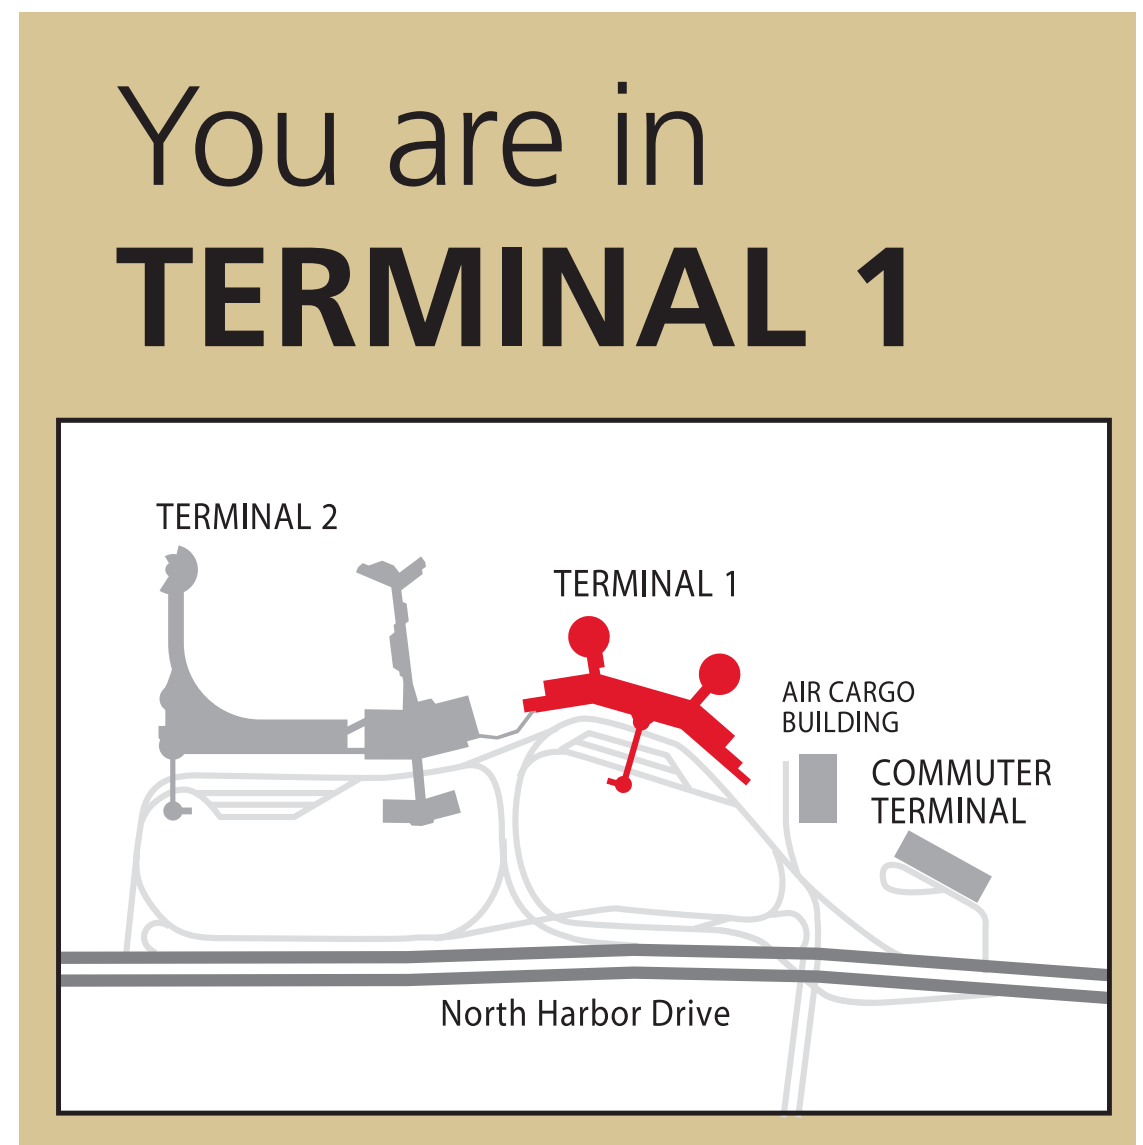 You are in
TERMINAL 1
TERMINAL 2
TERMINAL 1
AIR CARGO
BUILDING
COMMUTER
TERMINAL
North Harbor Drive